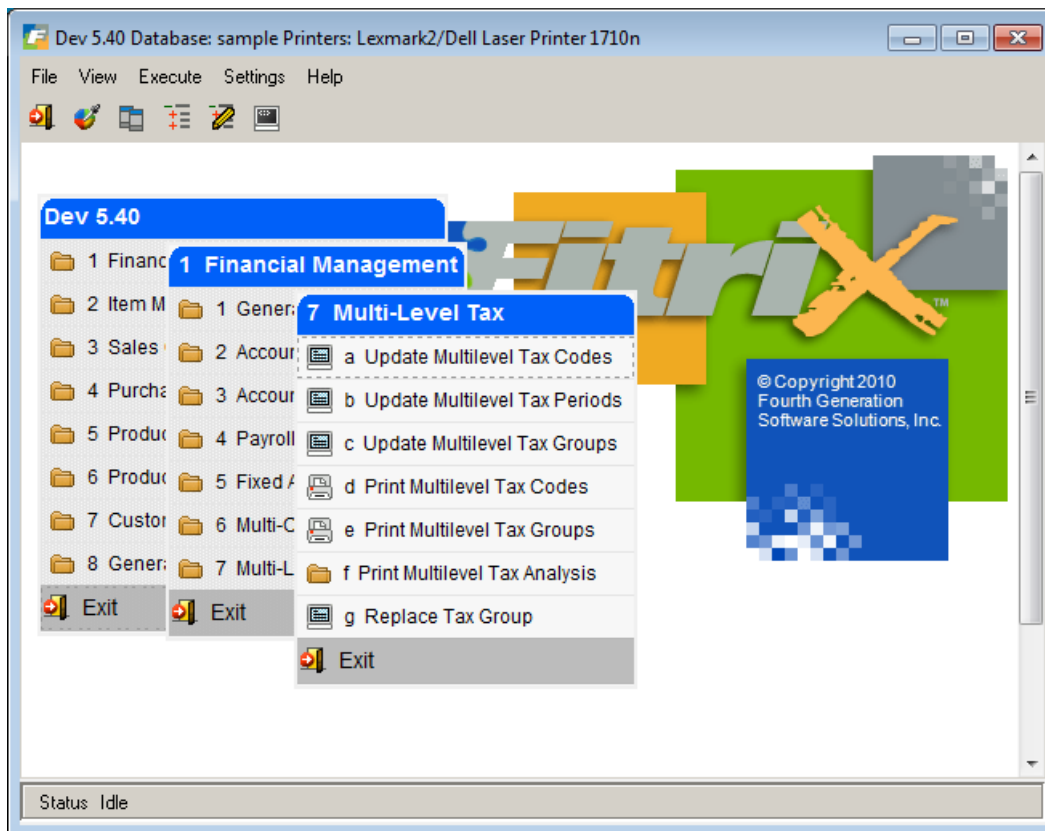 Dev 5.40 Database: sample Printers: Lexmark2/Dell Laser Printer 1710n
File View Execute Settings Help
Dev 5.40
1 Financ
2 Item M
3 Sales
4 Purcha
5 Produc
6 Produc
7 Custor
8 Genera
Exit
1 Financial Management
1 Genera
2 Accour
3 Accour
4 Payroll
5 Fixed A
6 Multi-C
7 Multi-L
Exit
7 Multi-Level Tax
a Update Multilevel Tax Codes
b Update Multilevel Tax Periods
c Update Multilevel Tax Groups
d Print Multilevel Tax Codes
e Print Multilevel Tax Groups
f Print Multilevel Tax Analysis
g Replace Tax Group
Exit
FitriX
TM
© Copyright 2010
Fourth Generation
Software Solutions, Inc.
Status Idle